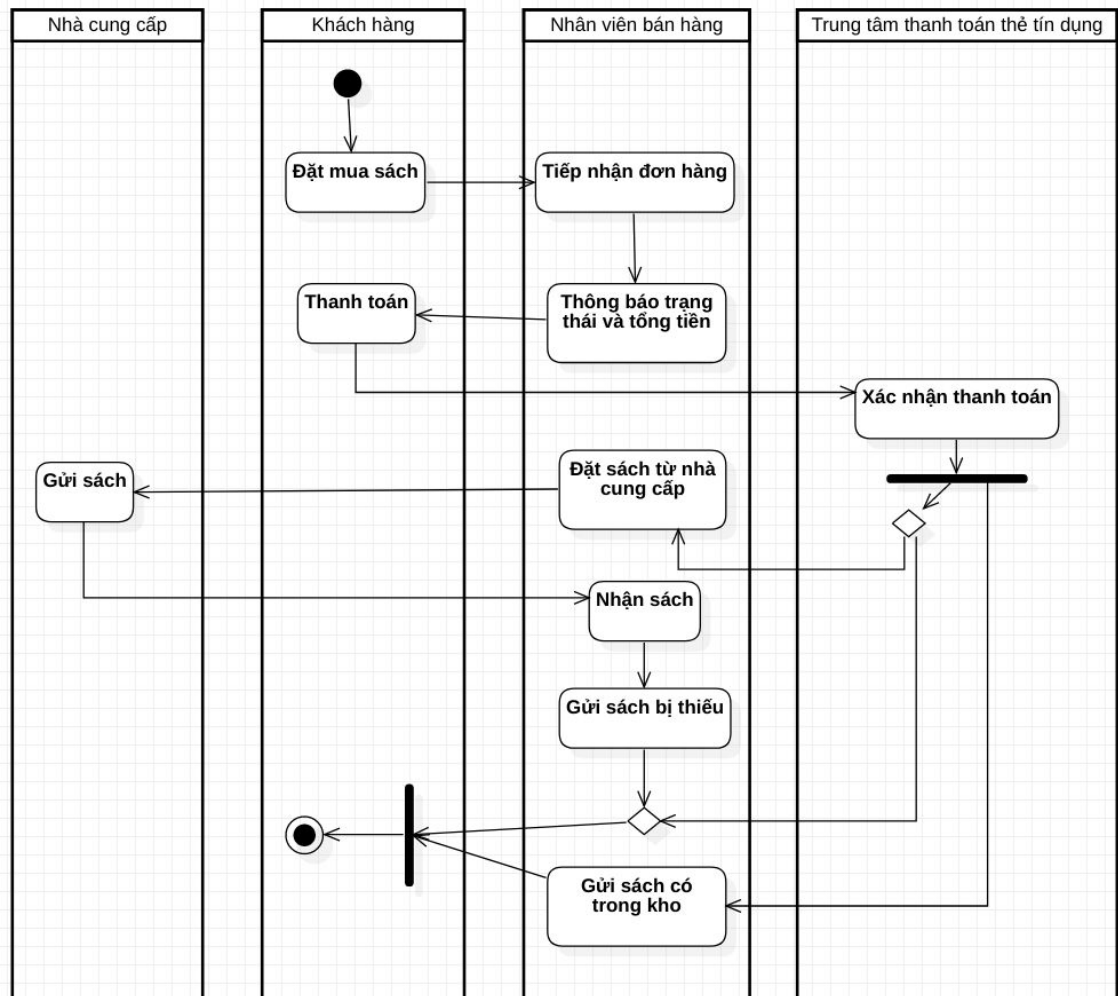 Nhà cung cấp
Khách hàng
Nhân viên bán hàng
Trung tâm thanh toán thẻ tín dụng
Đặt mua sách
Tiếp nhận đơn hàng
Thanh toán
Thông báo trạng
thái và tổng tiền
Xác nhận thanh toán
Gửi sách
Đặt sách từ nhà
cung cấp
Nhận sách
Gửi sách bị thiếu
Gửi sách có
trong kho